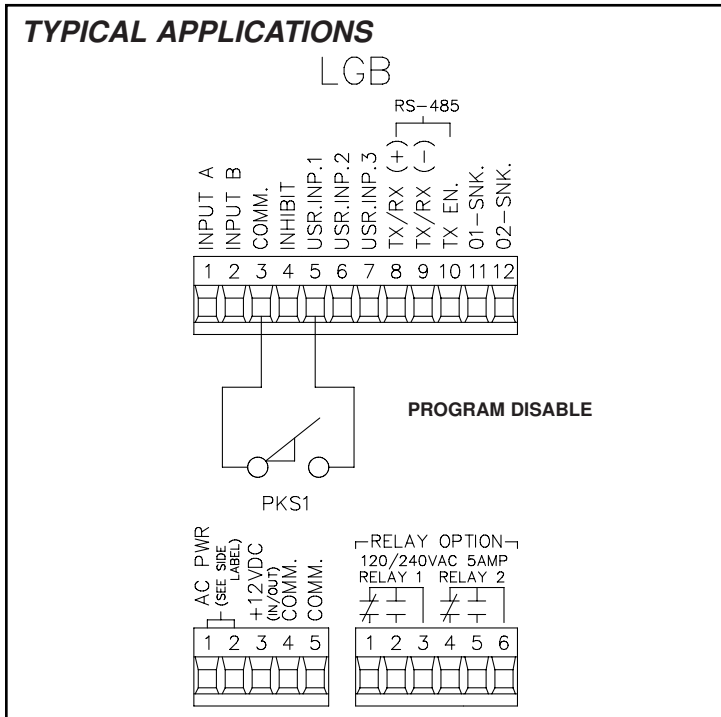 TYPICAL APPLICATIONS
LGB
RS-485
INPUT A
INPUT B
COMM.
INHIBIT
USR.INP.1
USR.INP.2
USR.INP.3
TX/RX (+)
TX/RX (-)
TX EN.
01-SNK.
02-SNK.
1 2 3 4 5 6 7 8 9 10 11 12
PROGRAM DISABLE
PKS1
AC PWR
(SEE SIDE
LABEL)
+12VDC
(IN/OUT)
COMM.
COMM.
1 2 3 4 5
RELAY OPTION
120/240VAC 5AMP
RELAY 1 RELAY 2
1 2 3 4 5 6